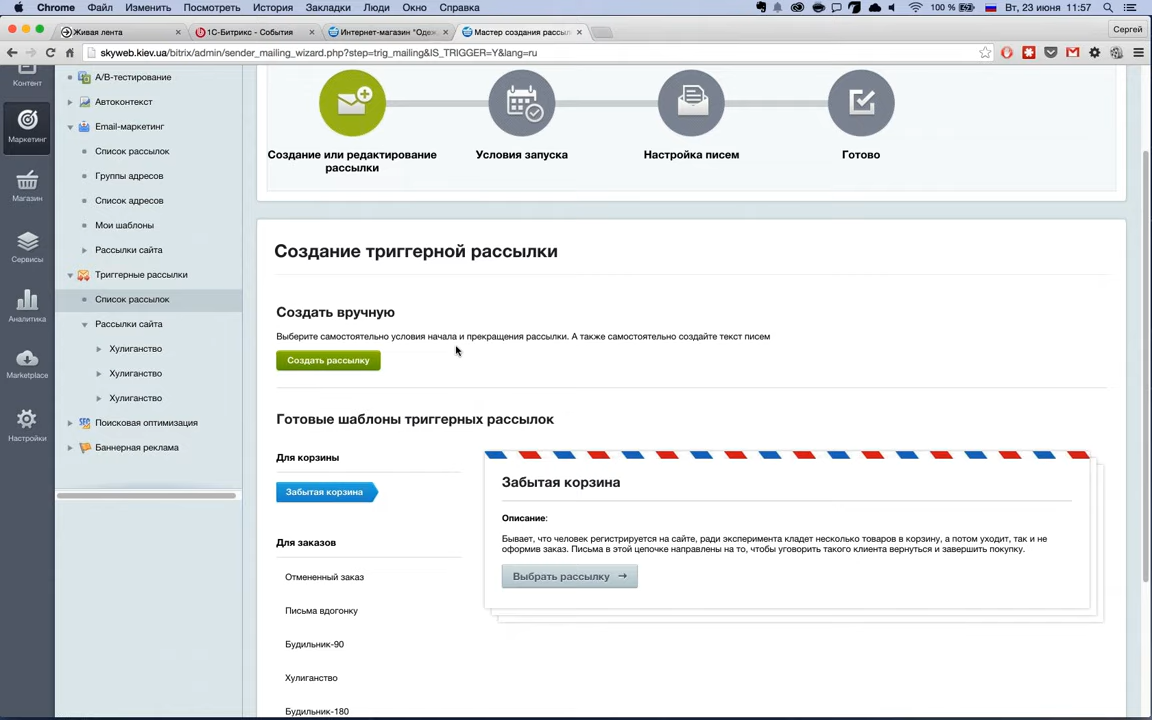 Chrome Файл Изменить Посмотреть История Закладки Люди Окно Справка 100 % Вт, 23 июня 11:57
Живая лента 1С-Битрикс - События Интернет-магазин "Одеж Мастер создания рассыл Сергей
skyweb.kiev.ua/bitrix/admin/sender_mailing_wizard.php?step=trig_mailing&IS_TRIGGER=Y&lang=ru
Контент
Маркетинг
Магазин
Сервисы
Аналитика
Marketplace
Настройки
A/B-тестирование
Автоконтекст
Email-маркетинг
Список рассылок
Группы адресов
Список адресов
Мои шаблоны
Рассылки сайта
Триггерные рассылки
Список рассылок
Рассылки сайта
Хулиганство
Хулиганство
Хулиганство
Поисковая оптимизация
Баннерная реклама
Создание или редактирование
рассылки
Условия запуска
Настройка писем
Готово
Создание триггерной рассылки
Создать вручную
Выберите самостоятельно условия начала и прекращения рассылки. А также самостоятельно создайте текст писем
Создать рассылку
Готовые шаблоны триггерных рассылок
Для корзины
Забытая корзина
Для заказов
Отмененный заказ
Письма вдогонку
Будильник-90
Хулиганство
Будильник-180
Забытая корзина
Описание:
Бывает, что человек регистрируется на сайте, ради эксперимента кладет несколько товаров в корзину, а потом уходит, так и не
оформив заказ. Письма в этой цепочке направлены на то, чтобы уговорить такого клиента вернуться и завершить покупку.
Выбрать рассылку →